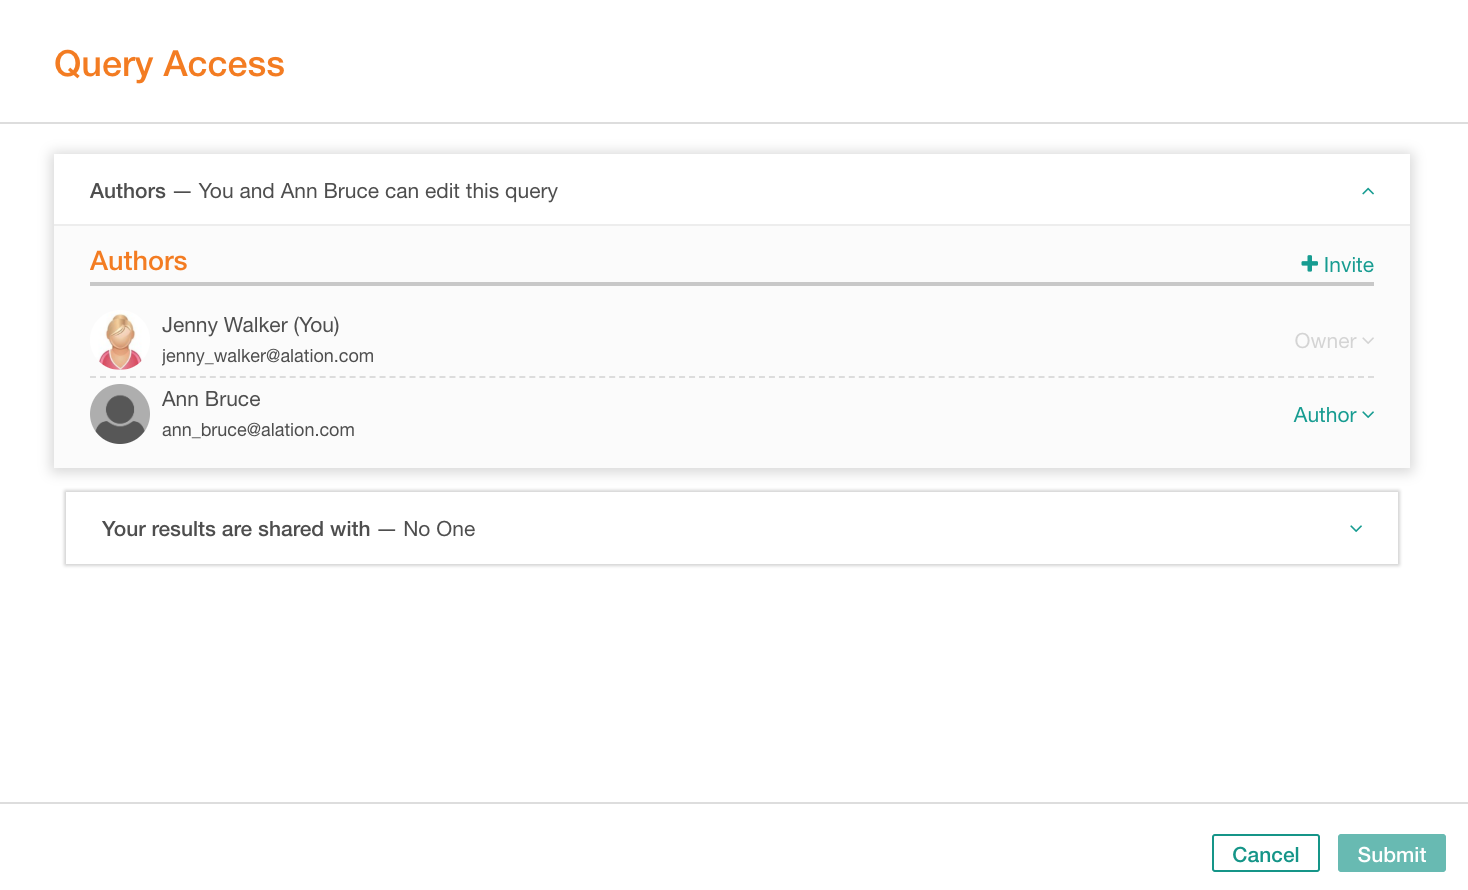 Query Access
Authors — You and Ann Bruce can edit this query
Authors
Invite
Jenny Walker (You)
jenny_walker@alation.com
Owner
Ann Bruce
ann_bruce@alation.com
Author
Your results are shared with — No One
Cancel
Submit